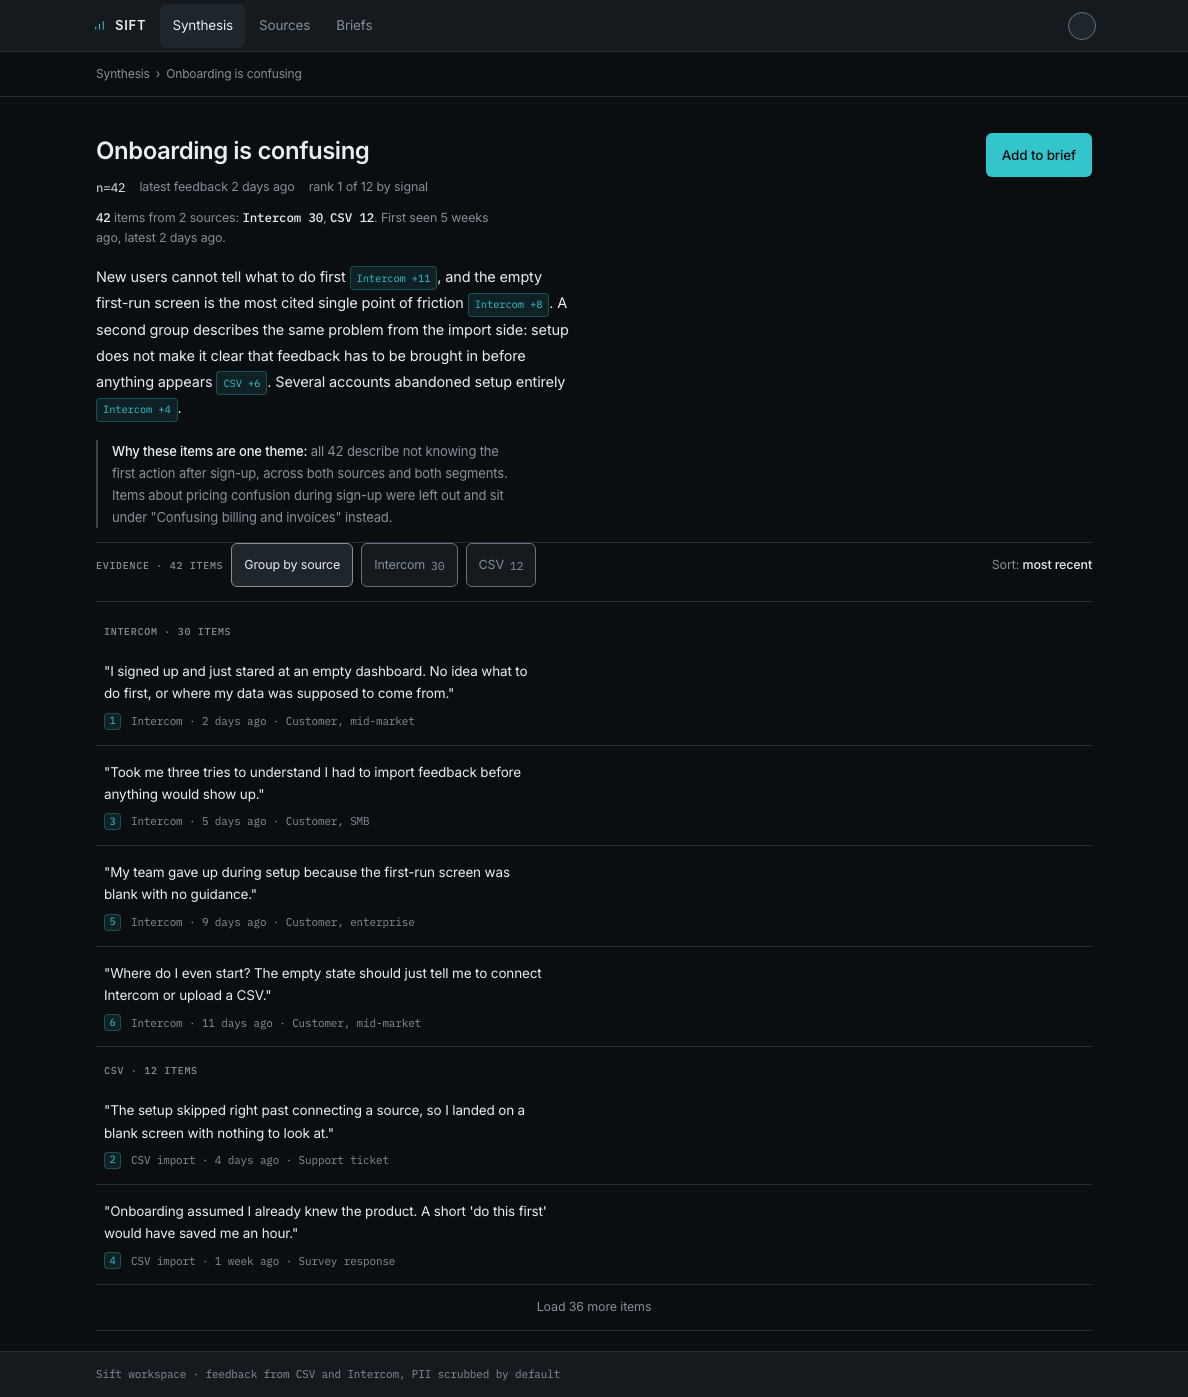 SIFT Synthesis Sources Briefs
Synthesis › Onboarding is confusing
Onboarding is confusing
Add to brief
n=42 latest feedback 2 days ago rank 1 of 12 by signal
42 items from 2 sources: Intercom 30, CSV 12. First seen 5 weeks
ago, latest 2 days ago.
New users cannot tell what to do first Intercom +11, and the empty
first-run screen is the most cited single point of friction Intercom +8. A
second group describes the same problem from the import side: setup
does not make it clear that feedback has to be brought in before
anything appears CSV +6. Several accounts abandoned setup entirely
Intercom +4.
Why these items are one theme: all 42 describe not knowing the
first action after sign-up, across both sources and both segments.
Items about pricing confusion during sign-up were left out and sit
under "Confusing billing and invoices" instead.
EVIDENCE · 42 ITEMS Group by source Intercom 30 CSV 12 Sort: most recent
INTERCOM · 30 ITEMS
"I signed up and just stared at an empty dashboard. No idea what to
do first, or where my data was supposed to come from."
1 Intercom · 2 days ago · Customer, mid-market
"Took me three tries to understand I had to import feedback before
anything would show up."
3 Intercom · 5 days ago · Customer, SMB
"My team gave up during setup because the first-run screen was
blank with no guidance."
5 Intercom · 9 days ago · Customer, enterprise
"Where do I even start? The empty state should just tell me to connect
Intercom or upload a CSV."
6 Intercom · 11 days ago · Customer, mid-market
CSV · 12 ITEMS
"The setup skipped right past connecting a source, so I landed on a
blank screen with nothing to look at."
2 CSV import · 4 days ago · Support ticket
"Onboarding assumed I already knew the product. A short 'do this first'
would have saved me an hour."
4 CSV import · 1 week ago · Survey response
Load 36 more items
Sift workspace · feedback from CSV and Intercom, PII scrubbed by default